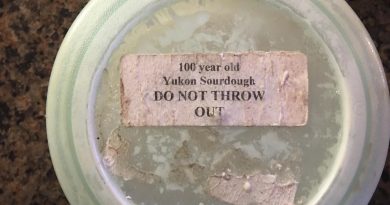 100 year old
Yukon Sourdough
DO NOT THROW
OUT